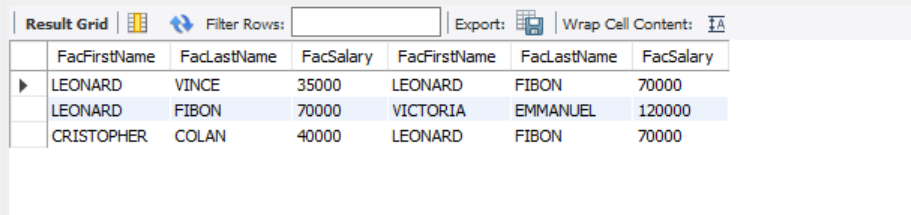 Result Grid Filter Rows: Export: Wrap Cell Content: IA
FacFirstName FacLastName FacSalary FacFirstName FacLastName FacSalary
LEONARD VINCE 35000 LEONARD FIBON 70000
LEONARD FIBON 70000 VICTORIA EMMANUEL 120000
CRISTOPHER COLAN 40000 LEONARD FIBON 70000